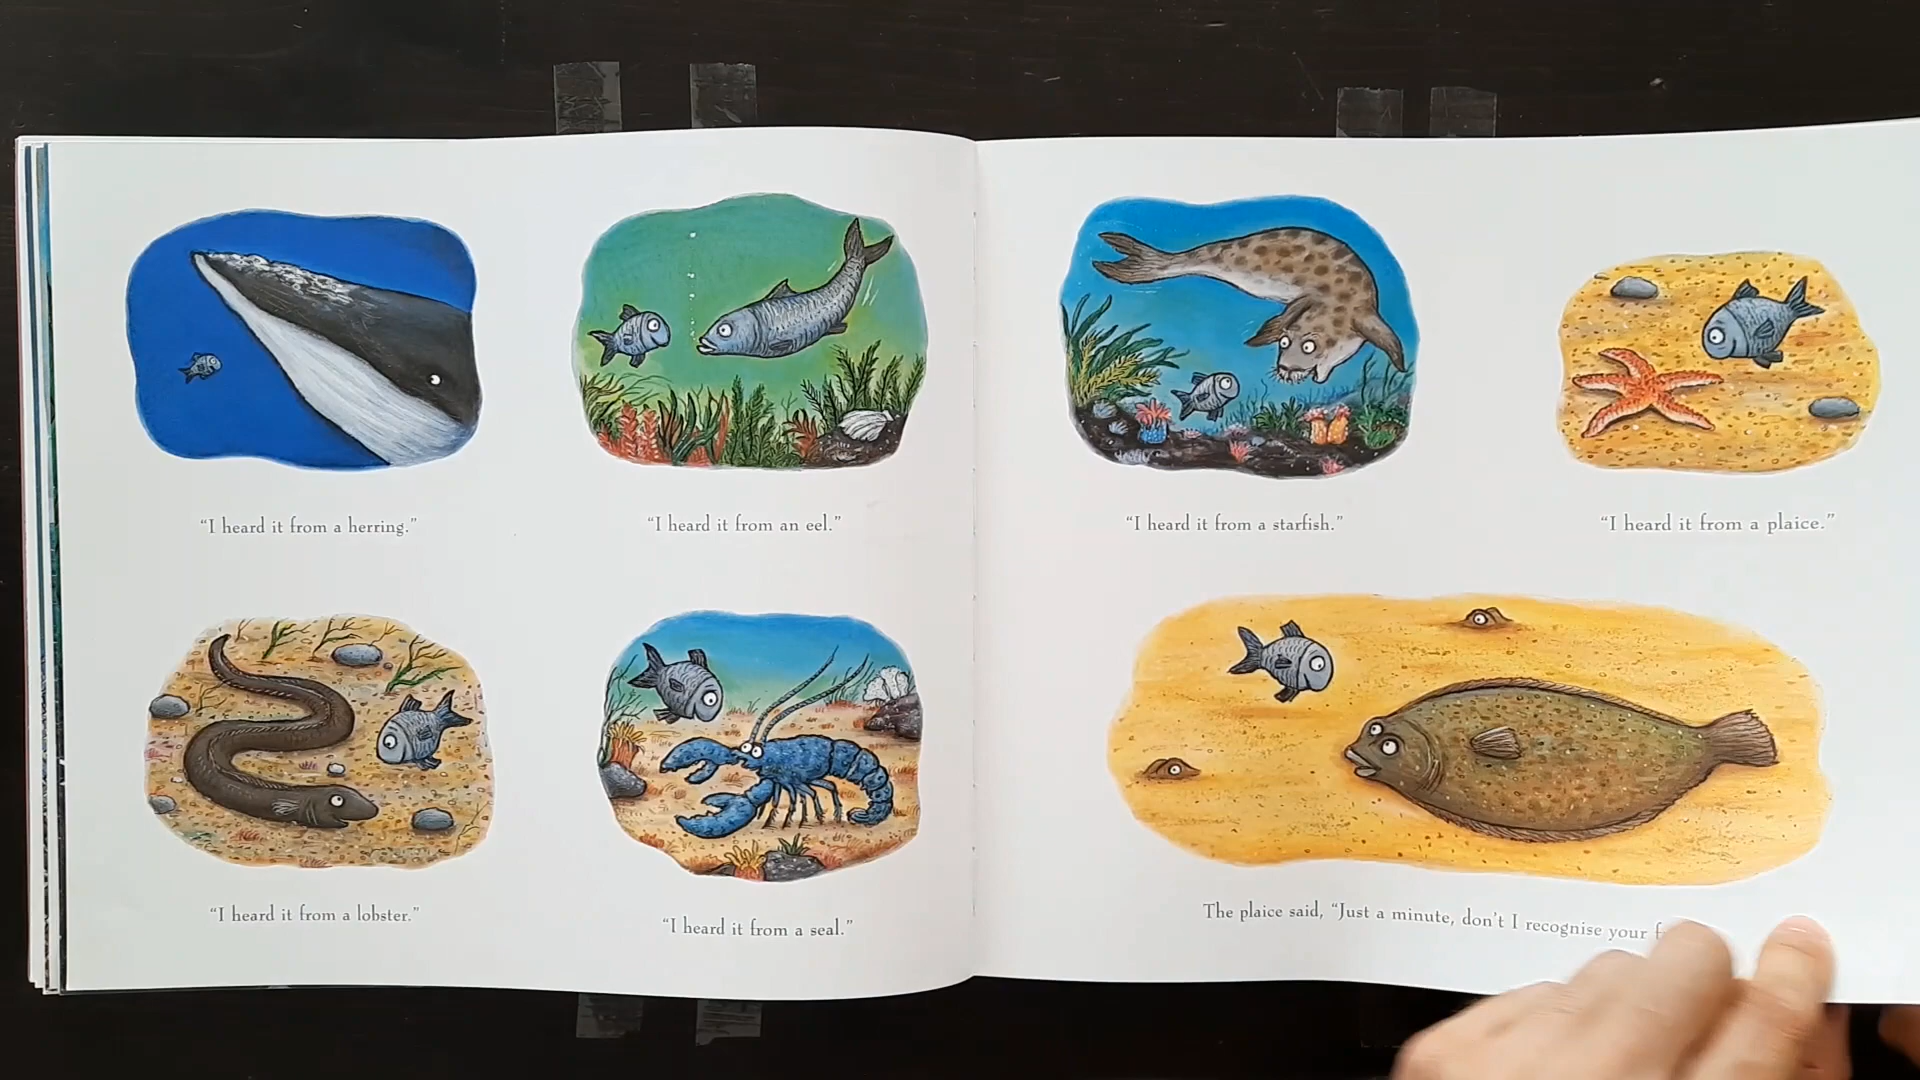 “I heard it from a herring.”
“I heard it from an eel.”
“I heard it from a lobster.”
“I heard it from a seal.”
“I heard it from a starfish.”
“I heard it from a plaice.”
The plaice said, “Just a minute, don’t I recognise your